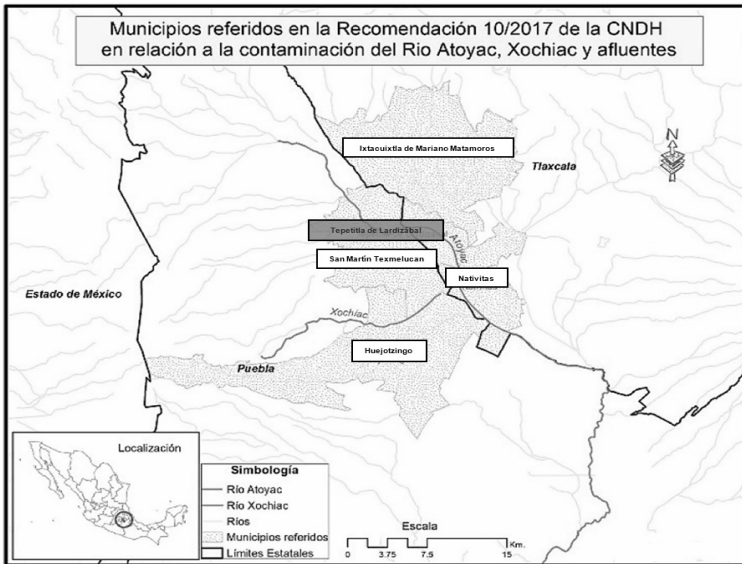 Municipios referidos en la Recomendación 10/2017 de la CNDH
en relación a la contaminación del Rio Atoyac, Xochiac y afluentes
Ixtacuixtla de Mariano Matamoros
N
Tlaxcala
Tepetitla de Lardizábal
Atoyac
San Martín Texmelucan
Nativitas
Estado de México
Xochiac
Huejotzingo
Puebla
Localización
Simbología
Río Atoyac
Río Xochiac
Ríos
Municipios referidos
Límites Estatales
Escala
Km.
0 3.75 7.5 15